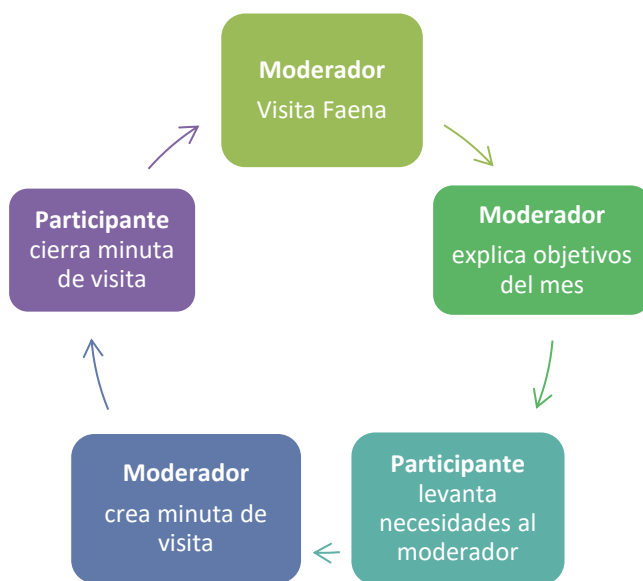 Moderador
Visita Faena
Moderador
explica objetivos
del mes
Participante
levanta
necesidades al
moderador
Moderador
crea minuta de
visita
Participante
cierra minuta
de visita